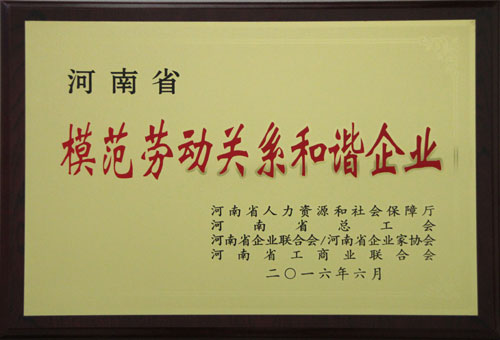 河南省
模范劳动关系和谐企业
河南省人力资源和社会保障厅
河南省总工会
河南省企业联合会/河南省企业家协会
河南省工商业联合会
二〇一六年六月